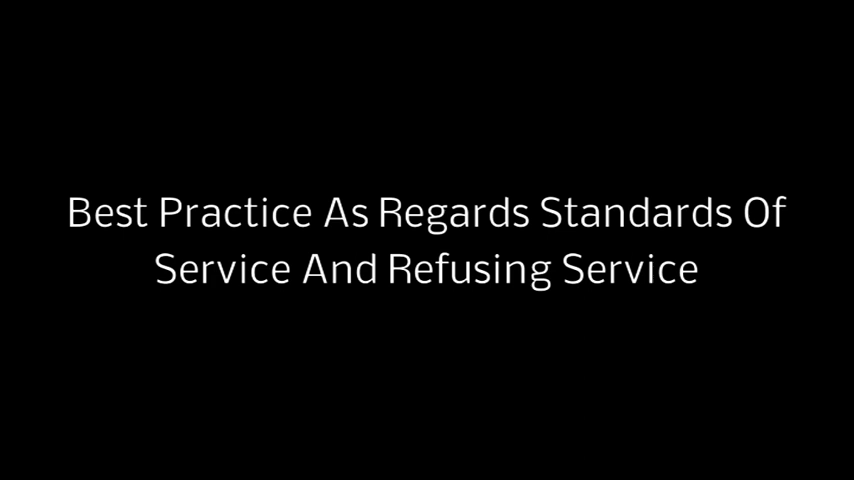 Best Practice As Regards Standards Of
Service And Refusing Service